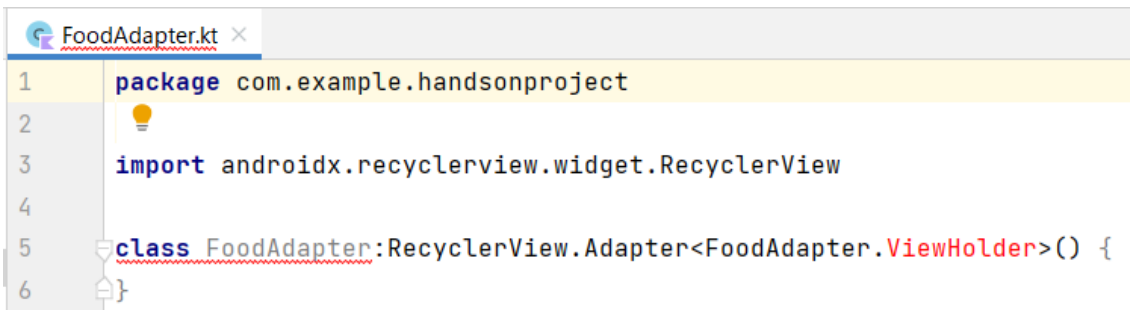 FoodAdapter.kt
1 package com.example.handsonproject
2
3 import androidx.recyclerview.widget.RecyclerView
4
5 class FoodAdapter:RecyclerView.Adapter<FoodAdapter.ViewHolder>() {
6 }